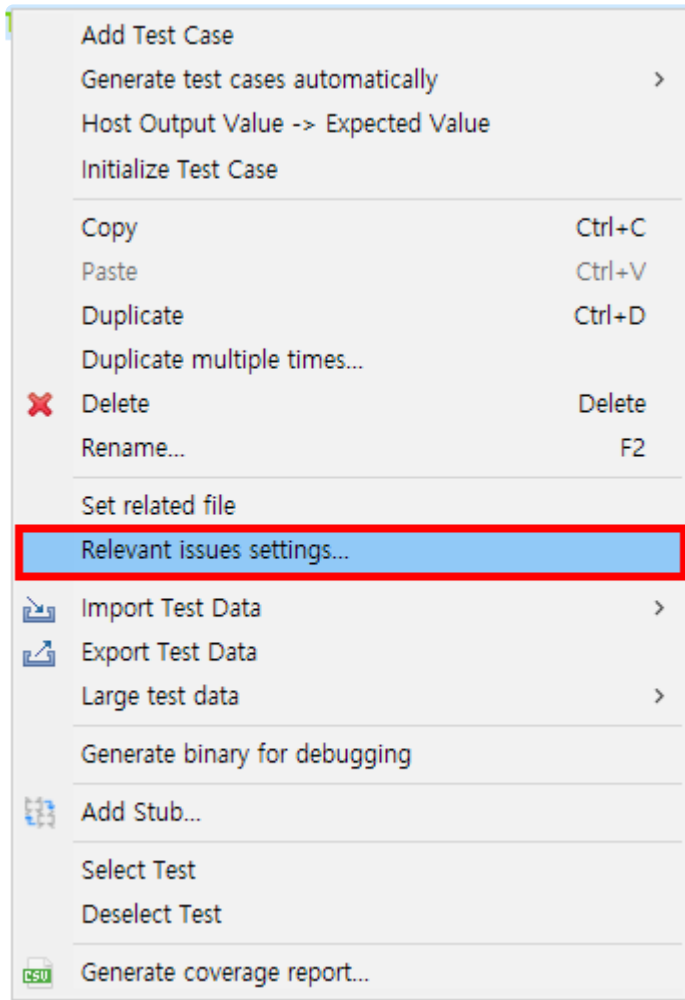 Add Test Case
Generate test cases automatically >
Host Output Value -> Expected Value
Initialize Test Case
Copy Ctrl+C
Paste Ctrl+V
Duplicate Ctrl+D
Duplicate multiple times...
Delete Delete
Rename... F2
Set related file
Relevant issues settings...
Import Test Data >
Export Test Data
Large test data >
Generate binary for debugging
Add Stub...
Select Test
Deselect Test
CSV Generate coverage report...